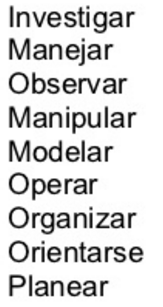 Investigar
Manejar
Observar
Manipular
Modelar
Operar
Organizar
Orientarse
Planear